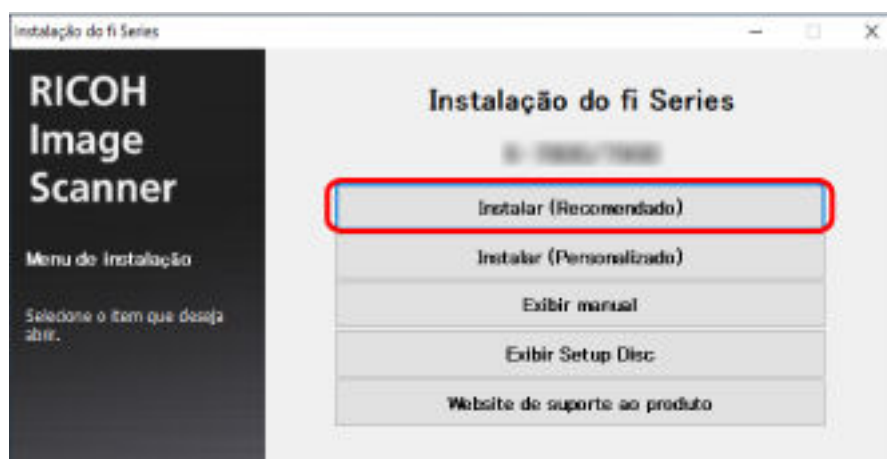 Instalação do fi Series
RICOH
Image
Scanner
Menu de instalação
Selecione o item que deseja
abrir.
Instalação do fi Series
Instalar (Recomendado)
Instalar (Personalizado)
Exibir manual
Exibir Setup Disc
Website de suporte ao produto